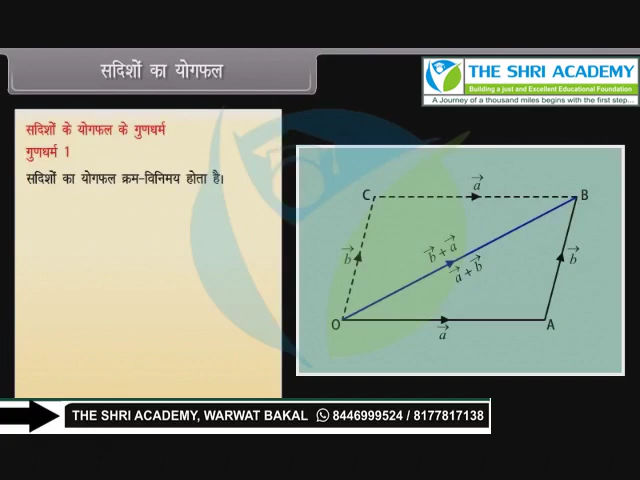 सदिशों का योगफल
THE SHRI ACADEMY
Building a just and Excellent Educational Foundation
A Journey of a thousand miles begins with the first step...
सदिशों के योगफल के गुणधर्म
गुणधर्म 1
सदिशों का योगफल क्रम-विनिमय होता है।
C
a⃗
B
b⃗ + a⃗
a⃗ + b⃗
b⃗
b⃗
O
a⃗
A
THE SHRI ACADEMY, WARWAT BAKAL 8446999524 / 8177817138